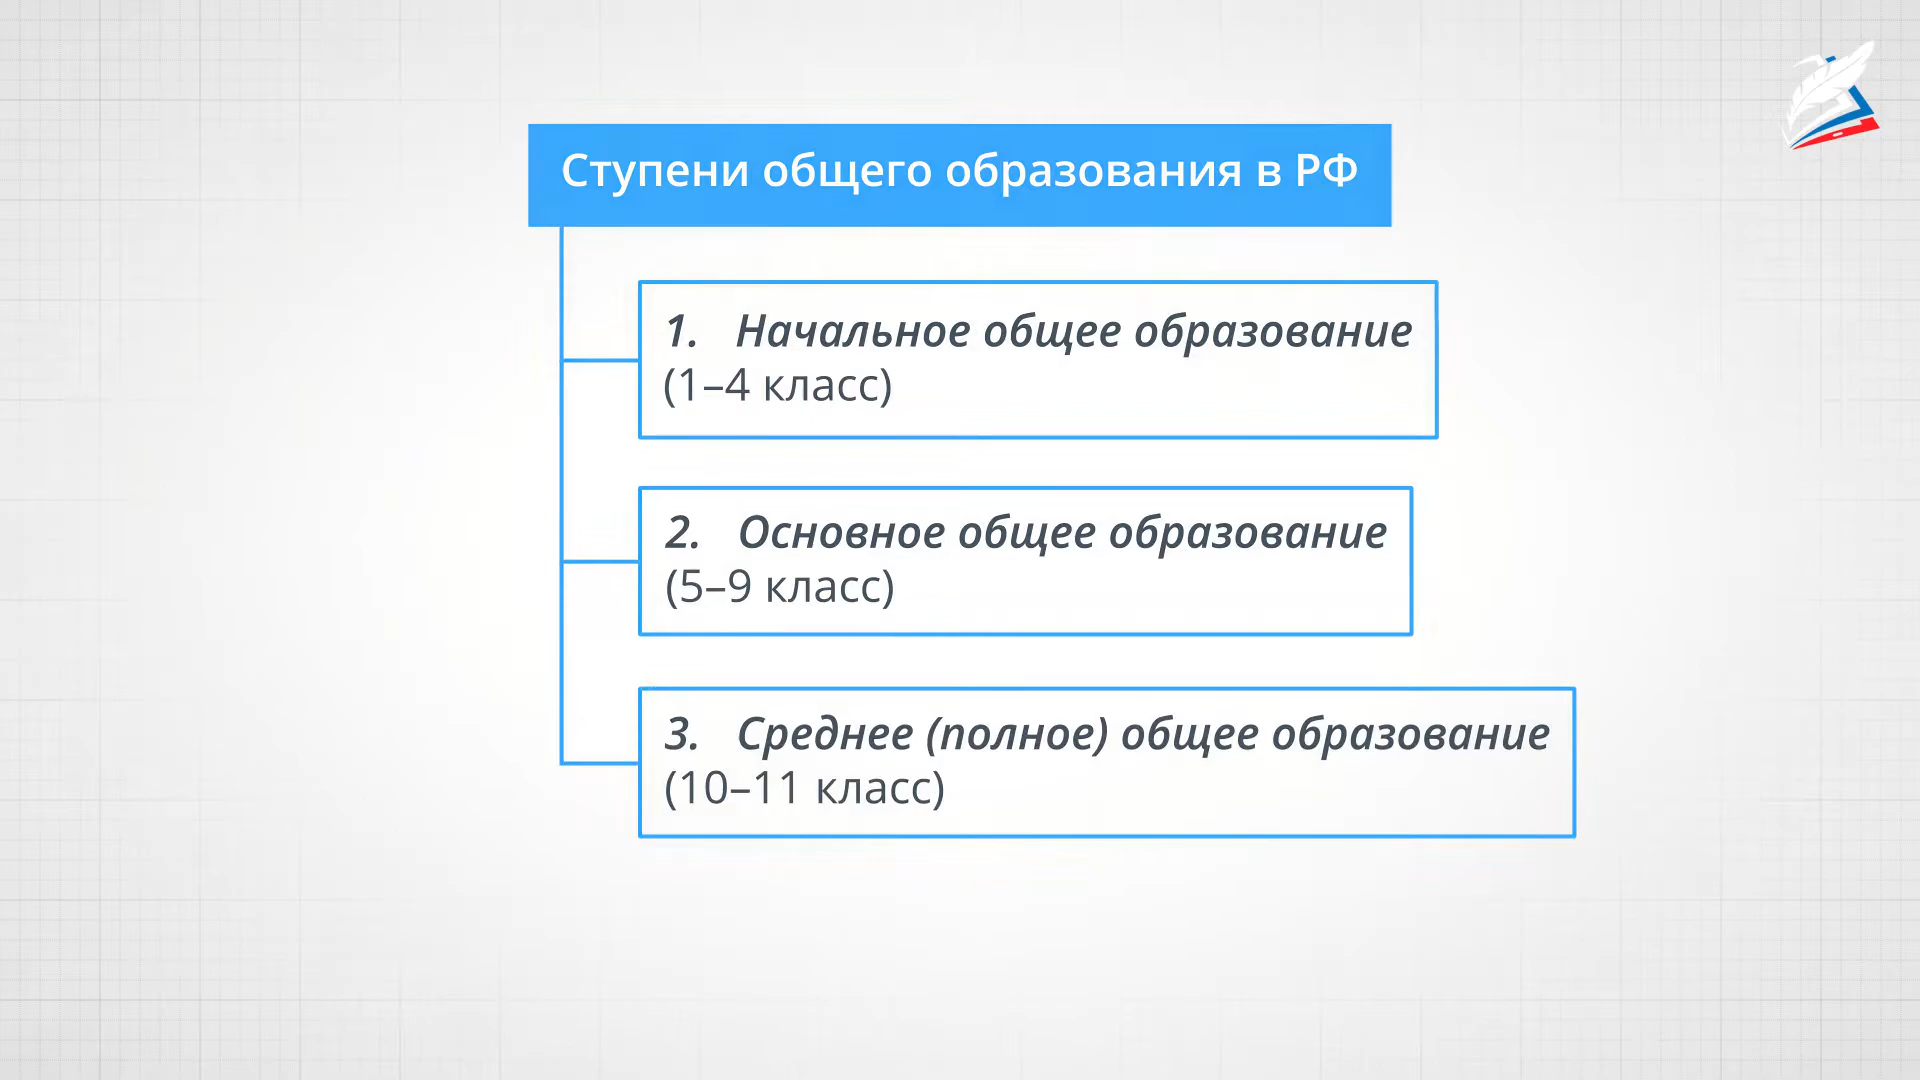 Ступени общего образования в РФ
1. Начальное общее образование
(1–4 класс)
2. Основное общее образование
(5–9 класс)
3. Среднее (полное) общее образование
(10–11 класс)